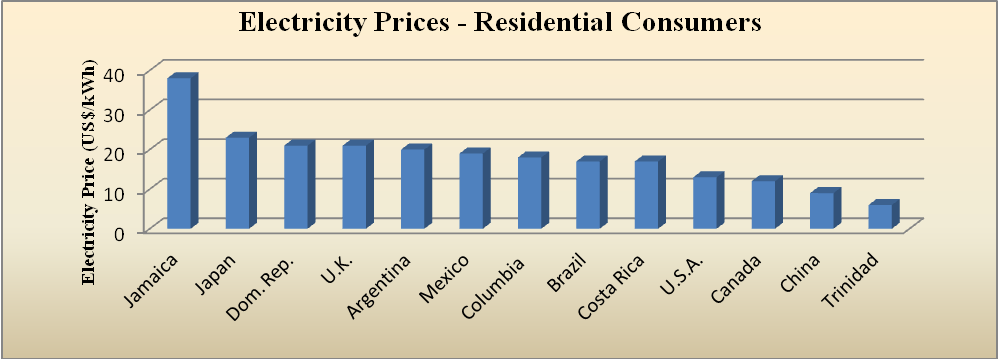 Electricity Prices - Residential Consumers
Electricity Price (US$/kWh)
40
30
20
10
0
Jamaica
Japan
Dom. Rep.
U.K.
Argentina
Mexico
Columbia
Brazil
Costa Rica
U.S.A.
Canada
China
Trinidad